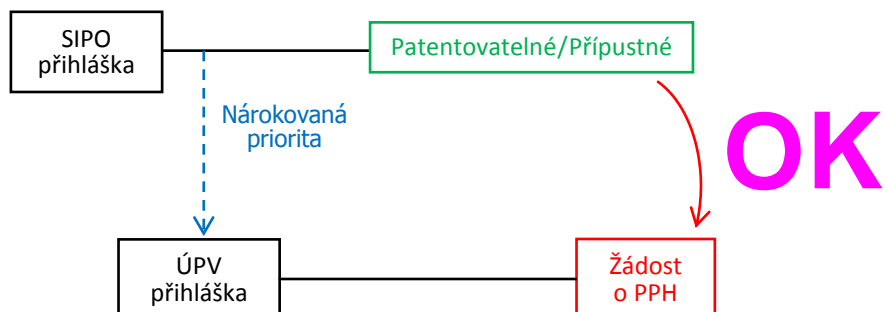 SIPO
přihláška
Patentovatelné/Přípustné
Nárokovaná
priorita
OK
ÚPV
přihláška
Žádost
o PPH